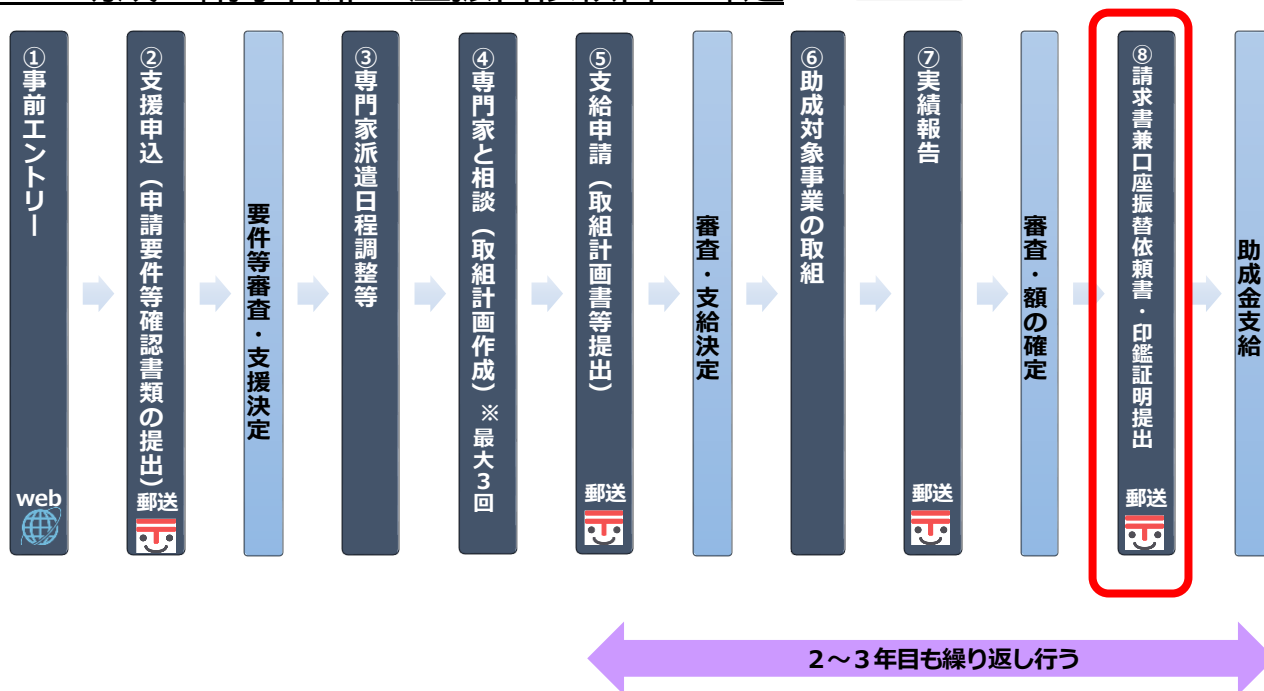 ①事前エントリー
web
②支援申込（申請要件等確認書類の提出）
郵送
要件等審査・支援決定
③専門家派遣日程調整等
④専門家と相談（取組計画作成）※最大３回
⑤支給申請（取組計画書等提出）
郵送
審査・支給決定
⑥助成対象事業の取組
⑦実績報告
郵送
審査・額の確定
⑧請求書兼口座振替依頼書・印鑑証明提出
郵送
助成金支給
２～３年目も繰り返し行う